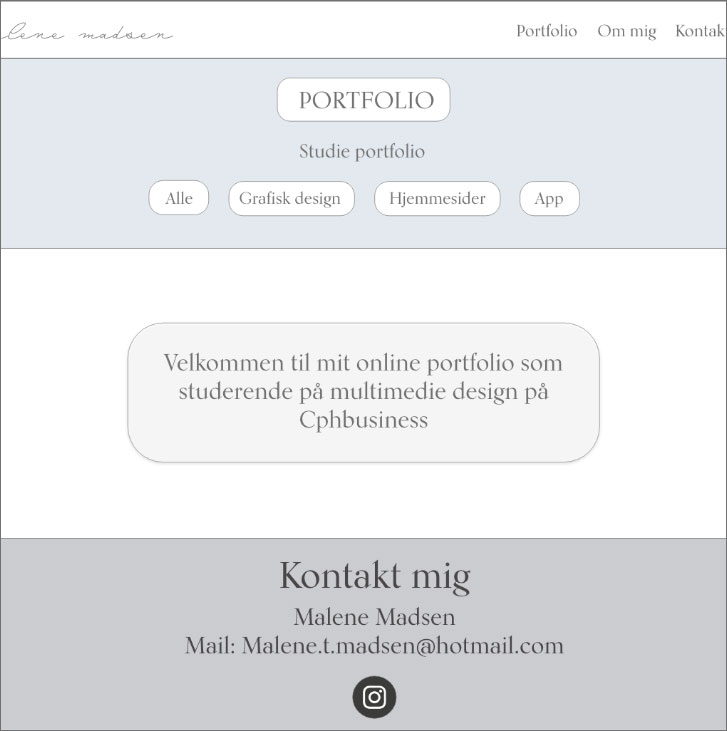 lene madsen
Portfolio Om mig Kontak
PORTFOLIO
Studie portfolio
Alle Grafisk design Hjemmesider App
Velkommen til mit online portfolio som
studerende på multimedie design på
Cphbusiness
Kontakt mig
Malene Madsen
Mail: Malene.t.madsen@hotmail.com